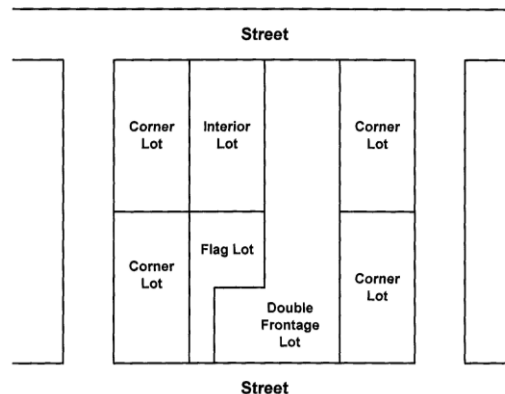 Street
Corner
Lot
Interior
Lot
Corner
Lot
Corner
Lot
Flag Lot
Corner
Lot
Double
Frontage
Lot
Street